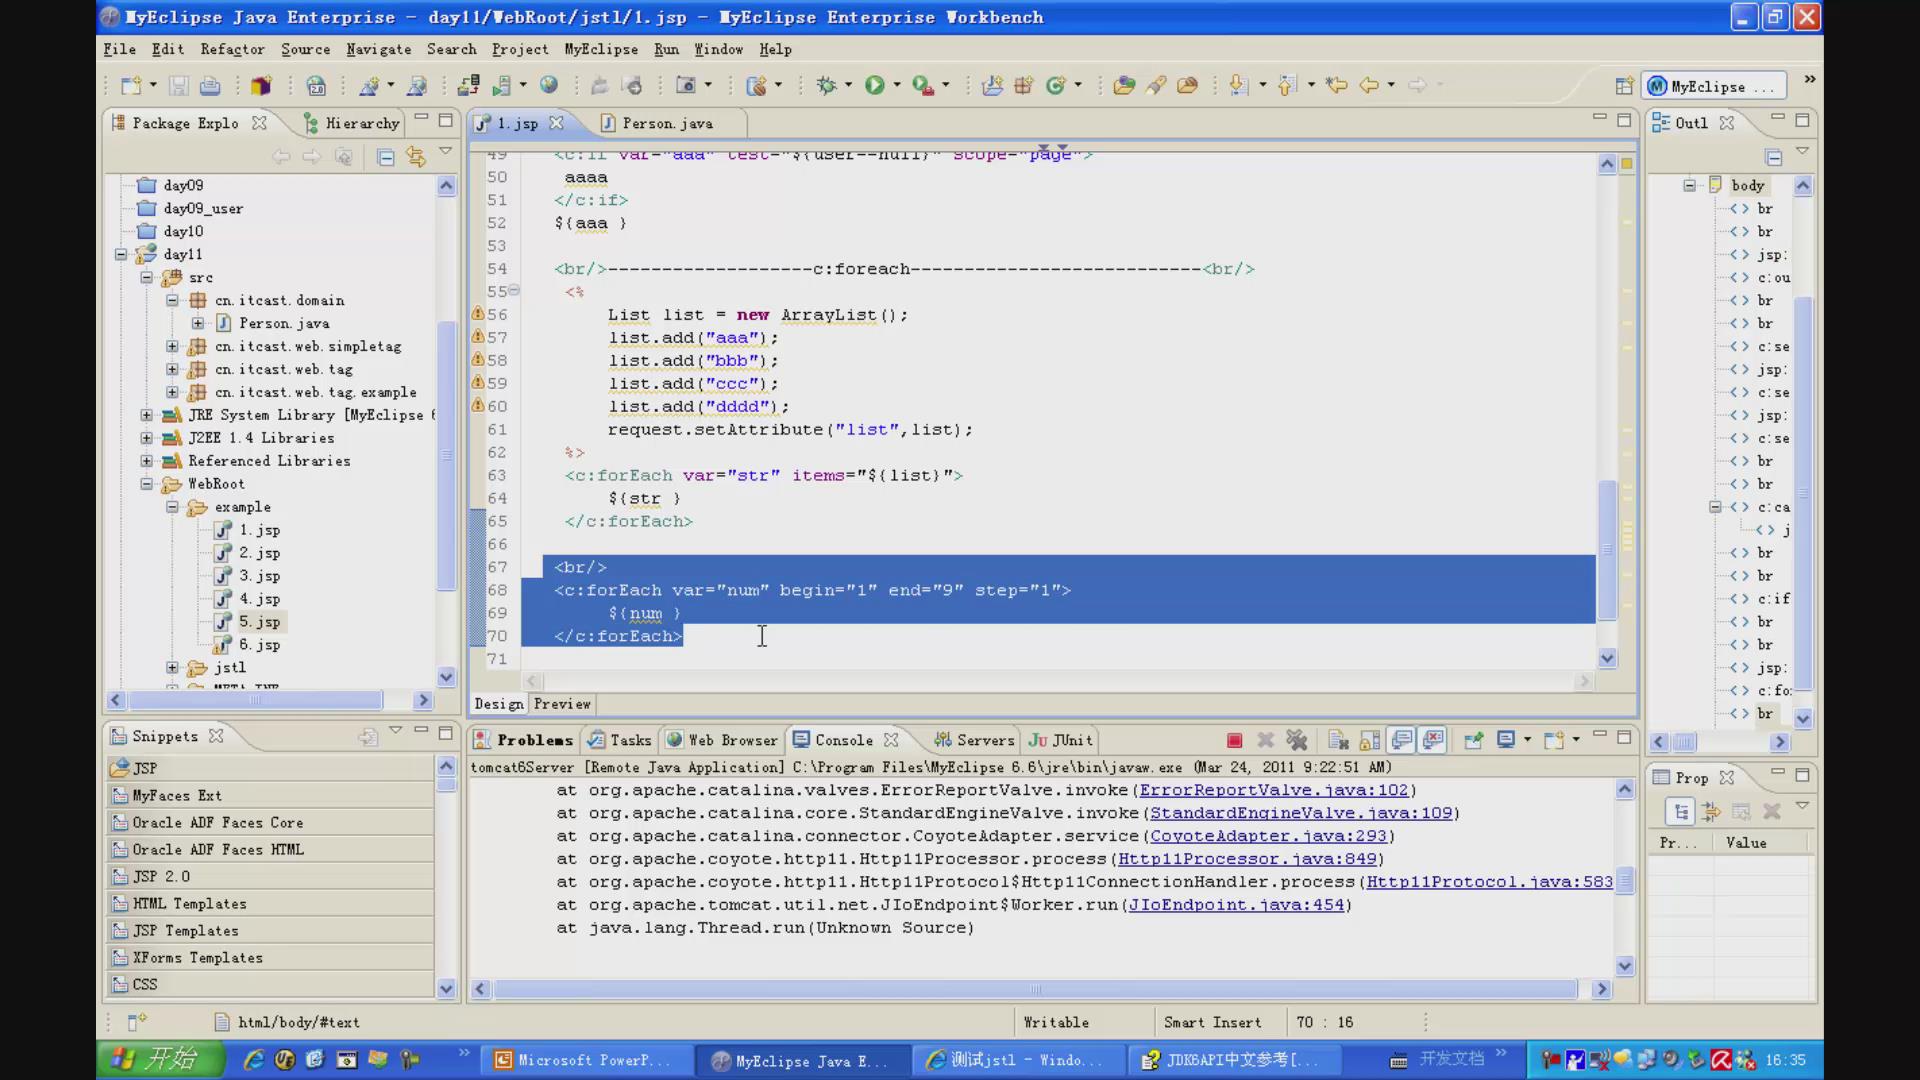 MyEclipse Java Enterprise - day11/WebRoot/jstl/1.jsp - MyEclipse Enterprise Workbench
File Edit Refactor Source Navigate Search Project MyEclipse Run Window Help
MyEclipse ...
Package Explo
Hierarchy
day09
day09_user
day10
day11
src
cn.itcast.domain
Person.java
cn.itcast.web.simpletag
cn.itcast.web.tag
cn.itcast.web.tag.example
JRE System Library [MyEclipse 6
J2EE 1.4 Libraries
Referenced Libraries
WebRoot
example
1.jsp
2.jsp
3.jsp
4.jsp
5.jsp
6.jsp
jstl
Snippets
JSP
MyFaces Ext
Oracle ADF Faces Core
Oracle ADF Faces HTML
JSP 2.0
HTML Templates
JSP Templates
XForms Templates
CSS
1.jsp
Person.java
50 aaaa
51 </c:if>
52 ${aaa }
53
54 <br/>-------------------c:foreach---------------------------<br/>
55 <%
56 List list = new ArrayList();
57 list.add("aaa");
58 list.add("bbb");
59 list.add("ccc");
60 list.add("dddd");
61 request.setAttribute("list",list);
62 %>
63 <c:forEach var="str" items="${list}">
64 ${str }
65 </c:forEach>
66
67 <br/>
68 <c:forEach var="num" begin="1" end="9" step="1">
69 ${num }
70 </c:forEach>
71
Design Preview
Problems Tasks Web Browser Console Servers JUnit
tomcat6Server [Remote Java Application] C:\Program Files\MyEclipse 6.6\jre\bin\javaw.exe (Mar 24, 2011 9:22:51 AM)
at org.apache.catalina.valves.ErrorReportValve.invoke(ErrorReportValve.java:102)
at org.apache.catalina.core.StandardEngineValve.invoke(StandardEngineValve.java:109)
at org.apache.catalina.connector.CoyoteAdapter.service(CoyoteAdapter.java:293)
at org.apache.coyote.http11.Http11Processor.process(Http11Processor.java:849)
at org.apache.coyote.http11.Http11Protocol$Http11ConnectionHandler.process(Http11Protocol.java:583
at org.apache.tomcat.util.net.JIoEndpoint$Worker.run(JIoEndpoint.java:454)
at java.lang.Thread.run(Unknown Source)
Outl
body
br
br
jsp:
c:ou
br
br
c:se
jsp:
c:se
jsp:
c:se
br
br
c:ca
j
br
br
c:if
br
br
jsp:
c:fo
br
Prop
Pr... Value
html/body/#text
Writable
Smart Insert
70 : 16
开始
Microsoft PowerP...
MyEclipse Java E...
测试jstl - Windo...
JDK6API中文参考[...
开发文档
16:35